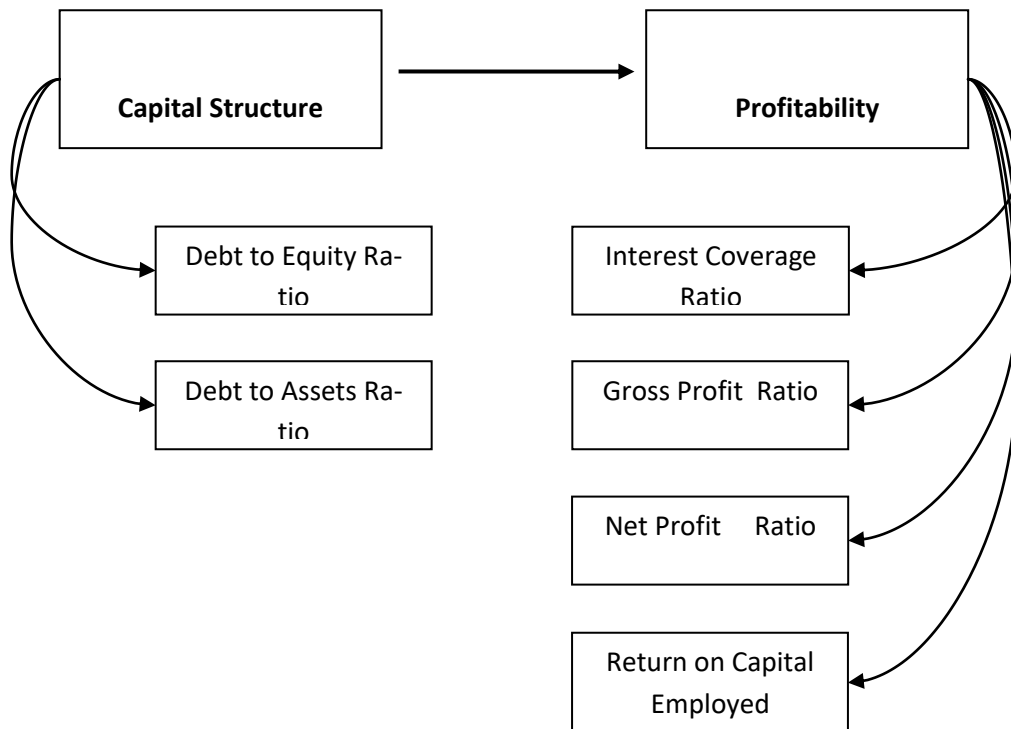 Capital Structure
Profitability
Debt to Equity Ra-
tio
Interest Coverage
Ratio
Debt to Assets Ra-
tio
Gross Profit  Ratio
Net Profit     Ratio
Return on Capital
Employed